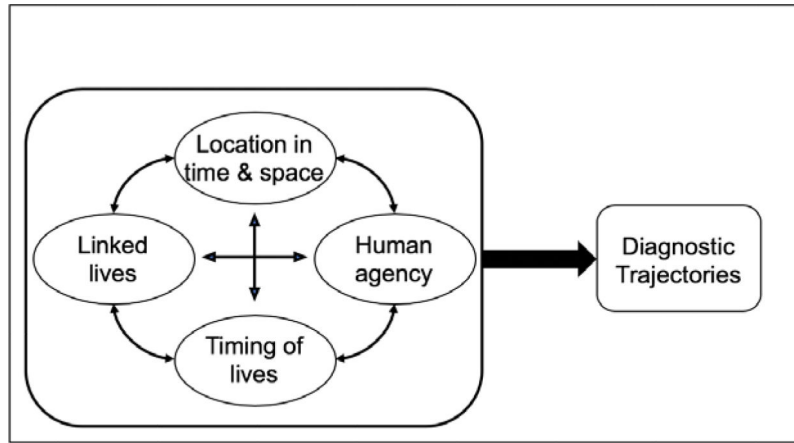 Location in
time & space
Linked
lives
Human
agency
Timing of
lives
Diagnostic
Trajectories